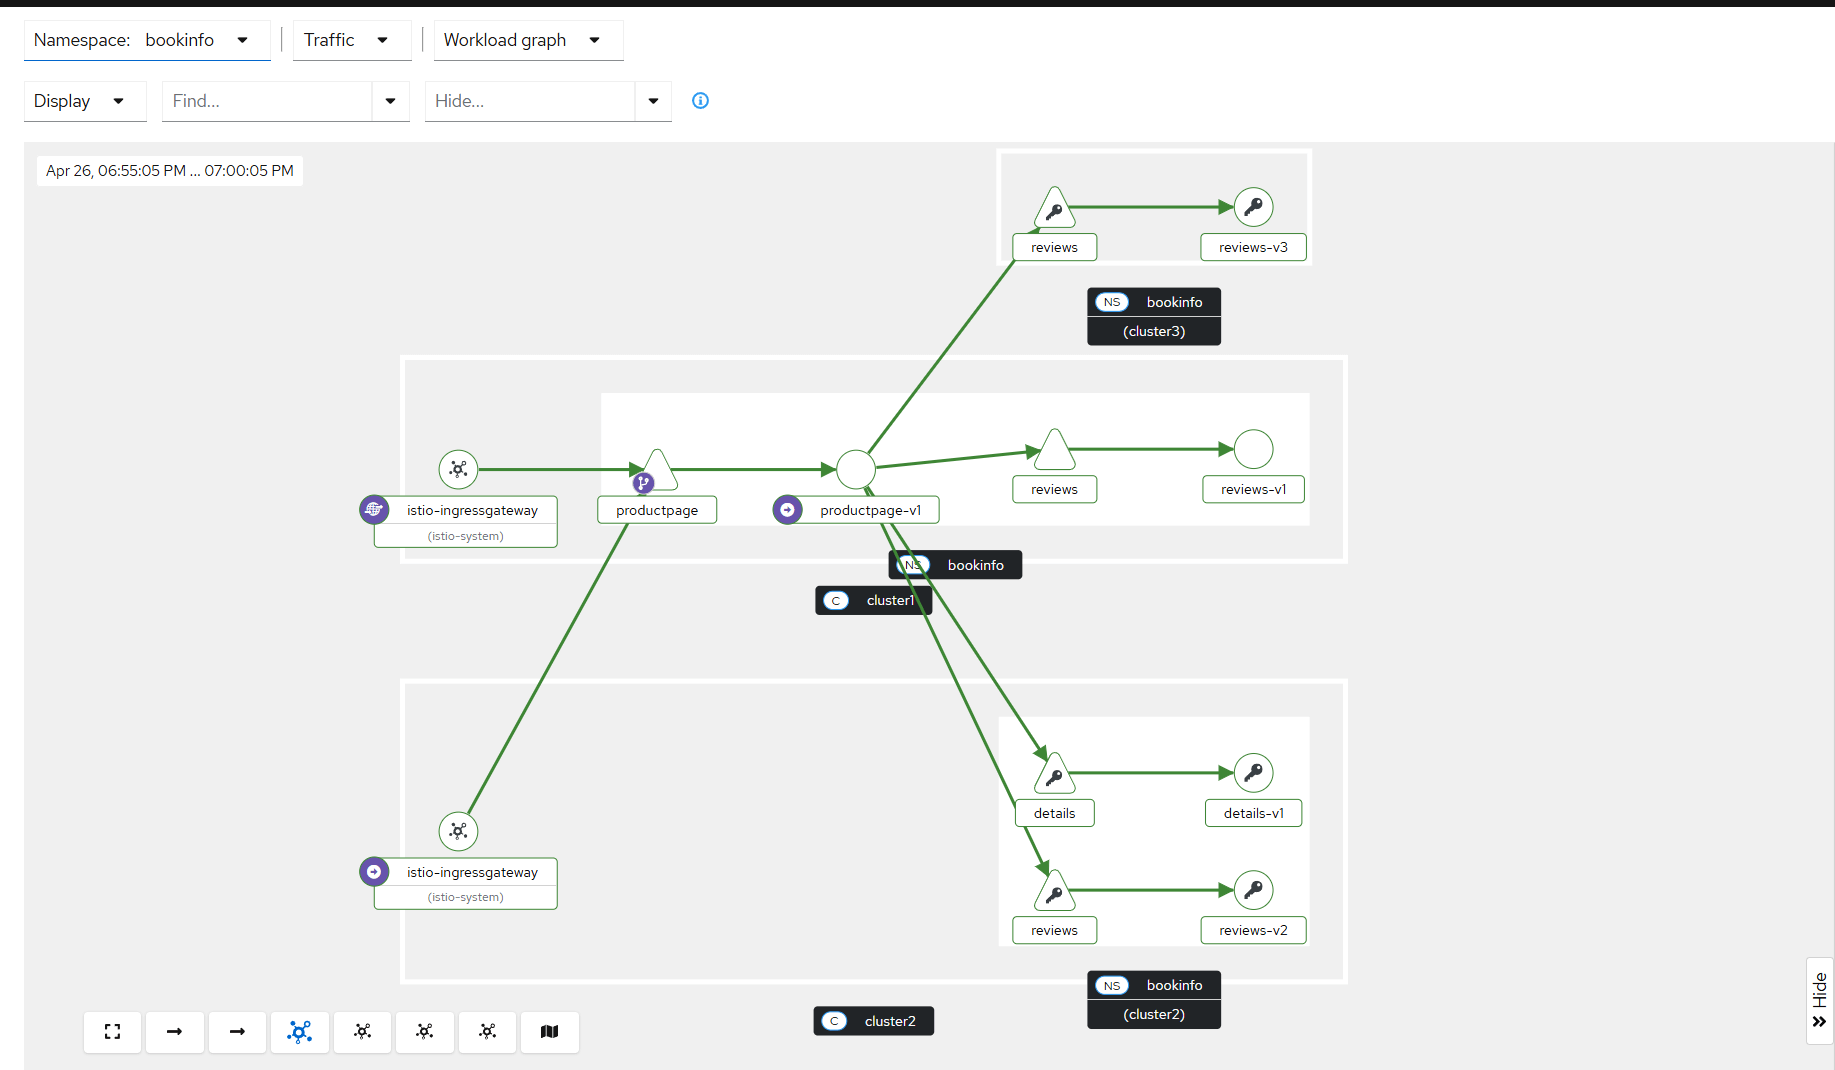 Namespace: bookinfo
Traffic
Workload graph
Display
Find...
Hide...
Apr 26, 06:55:05 PM ... 07:00:05 PM
reviews
reviews-v3
NS bookinfo
(cluster3)
istio-ingressgateway
(istio-system)
productpage
productpage-v1
reviews
reviews-v1
NS bookinfo
C cluster1
details
details-v1
istio-ingressgateway
(istio-system)
reviews
reviews-v2
NS bookinfo
(cluster2)
C cluster2
Hide